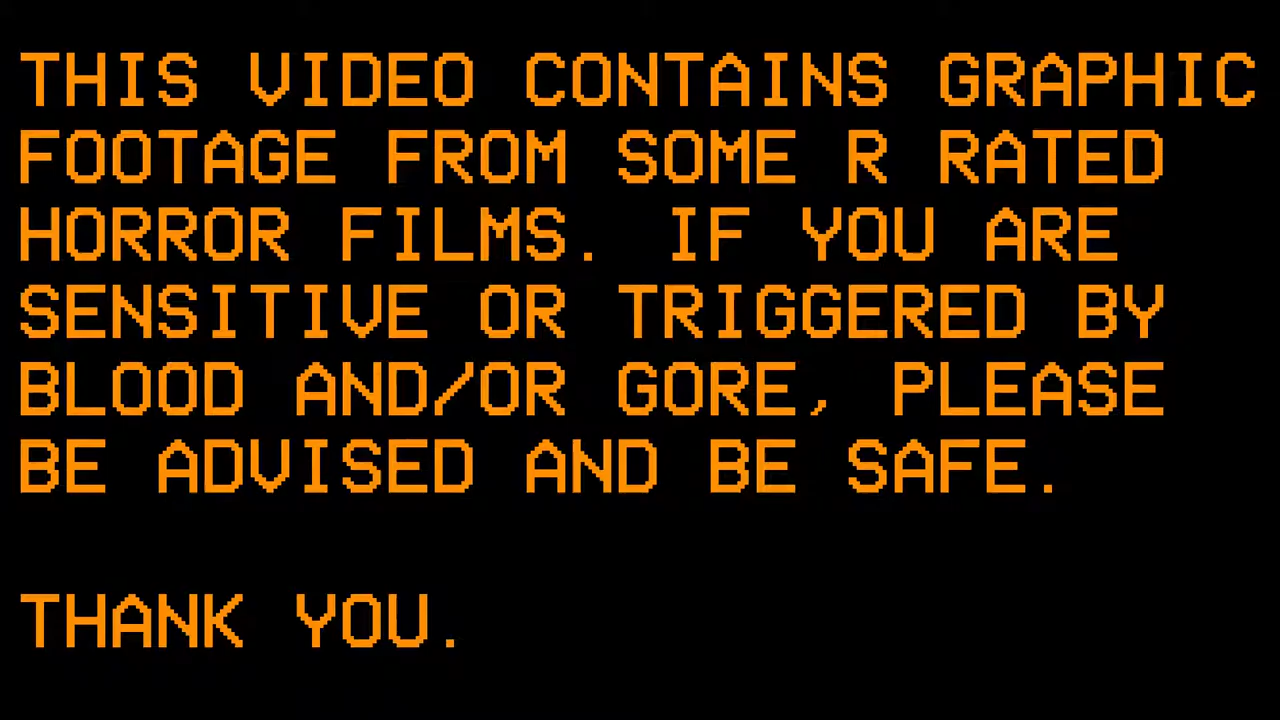 THIS VIDEO CONTAINS GRAPHIC
FOOTAGE FROM SOME R RATED
HORROR FILMS. IF YOU ARE
SENSITIVE OR TRIGGERED BY
BLOOD AND/OR GORE, PLEASE
BE ADVISED AND BE SAFE.
THANK YOU.